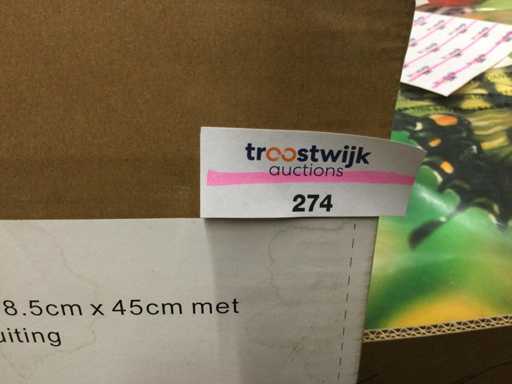 troostwijk
auctions
274
8.5cm x 45cm met
uiting